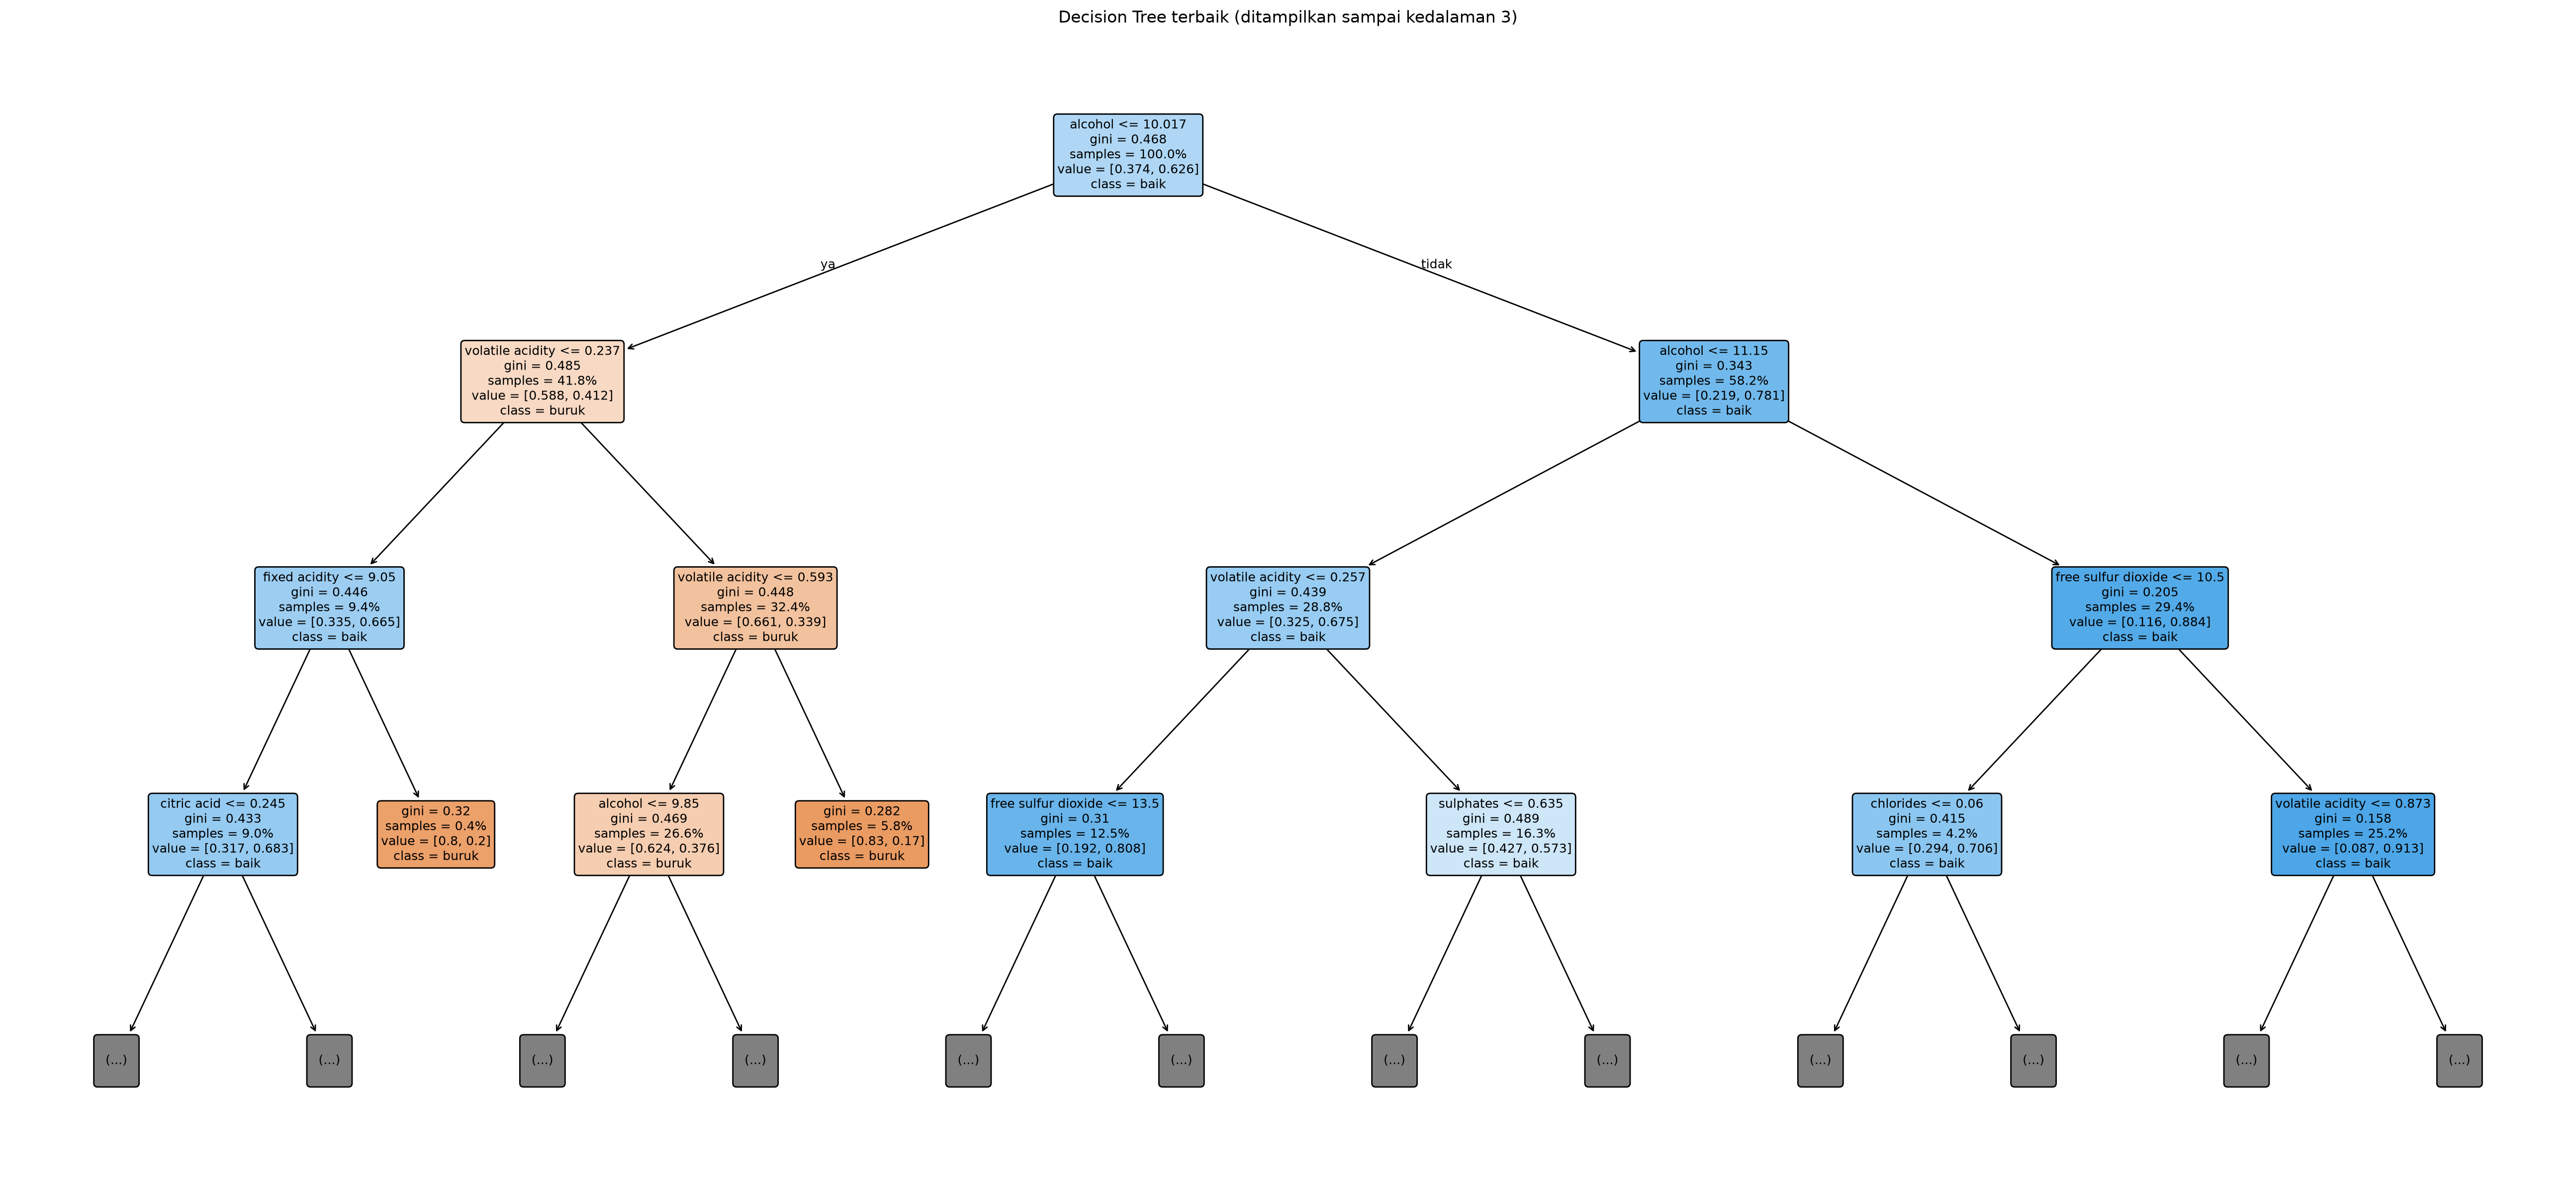 Decision Tree terbaik (ditampilkan sampai kedalaman 3)
alcohol <= 10.017
gini = 0.468
samples = 100.0%
value = [0.374, 0.626]
class = baik
ya
tidak
volatile acidity <= 0.237
gini = 0.485
samples = 41.8%
value = [0.588, 0.412]
class = buruk
alcohol <= 11.15
gini = 0.343
samples = 58.2%
value = [0.219, 0.781]
class = baik
fixed acidity <= 9.05
gini = 0.446
samples = 9.4%
value = [0.335, 0.665]
class = baik
volatile acidity <= 0.593
gini = 0.448
samples = 32.4%
value = [0.661, 0.339]
class = buruk
volatile acidity <= 0.257
gini = 0.439
samples = 28.8%
value = [0.325, 0.675]
class = baik
free sulfur dioxide <= 10.5
gini = 0.205
samples = 29.4%
value = [0.116, 0.884]
class = baik
citric acid <= 0.245
gini = 0.433
samples = 9.0%
value = [0.317, 0.683]
class = baik
gini = 0.32
samples = 0.4%
value = [0.8, 0.2]
class = buruk
alcohol <= 9.85
gini = 0.469
samples = 26.6%
value = [0.624, 0.376]
class = buruk
gini = 0.282
samples = 5.8%
value = [0.83, 0.17]
class = buruk
free sulfur dioxide <= 13.5
gini = 0.31
samples = 12.5%
value = [0.192, 0.808]
class = baik
sulphates <= 0.635
gini = 0.489
samples = 16.3%
value = [0.427, 0.573]
class = baik
chlorides <= 0.06
gini = 0.415
samples = 4.2%
value = [0.294, 0.706]
class = baik
volatile acidity <= 0.873
gini = 0.158
samples = 25.2%
value = [0.087, 0.913]
class = baik
(...)
(...)
(...)
(...)
(...)
(...)
(...)
(...)
(...)
(...)
(...)
(...)